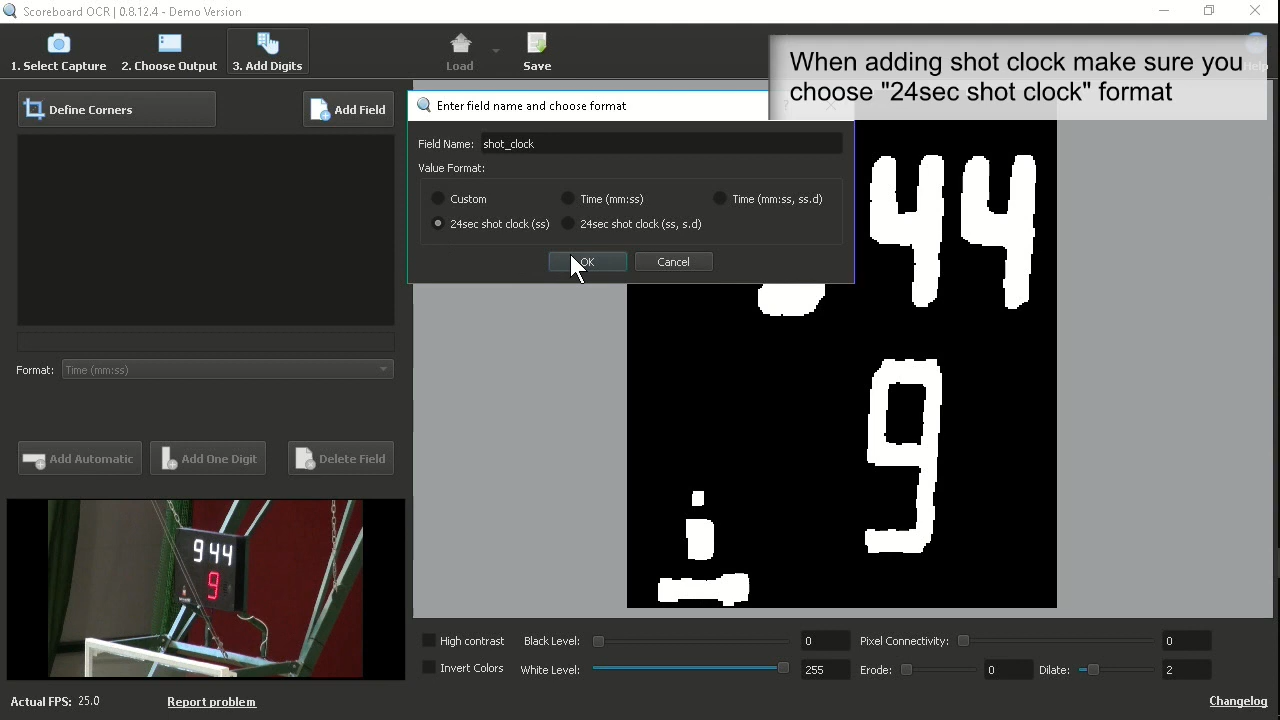 Scoreboard OCR | 0.8.12.4 - Demo Version
1. Select Capture
2. Choose Output
3. Add Digits
Load
Save
When adding shot clock make sure you
choose "24sec shot clock" format
Define Corners
Add Field
Enter field name and choose format
Field Name: shot_clock
Value Format:
Custom
Time (mm:ss)
Time (mm:ss, ss.d)
24sec shot clock (ss)
24sec shot clock (ss, s.d)
OK
Cancel
44
9
Format: Time (mm:ss)
Add Automatic
Add One Digit
Delete Field
944
9
High contrast
Black Level:
0
Pixel Connectivity:
0
Invert Colors
White Level:
255
Erode:
0
Dilate:
2
Actual FPS: 25.0
Report problem
Changelog